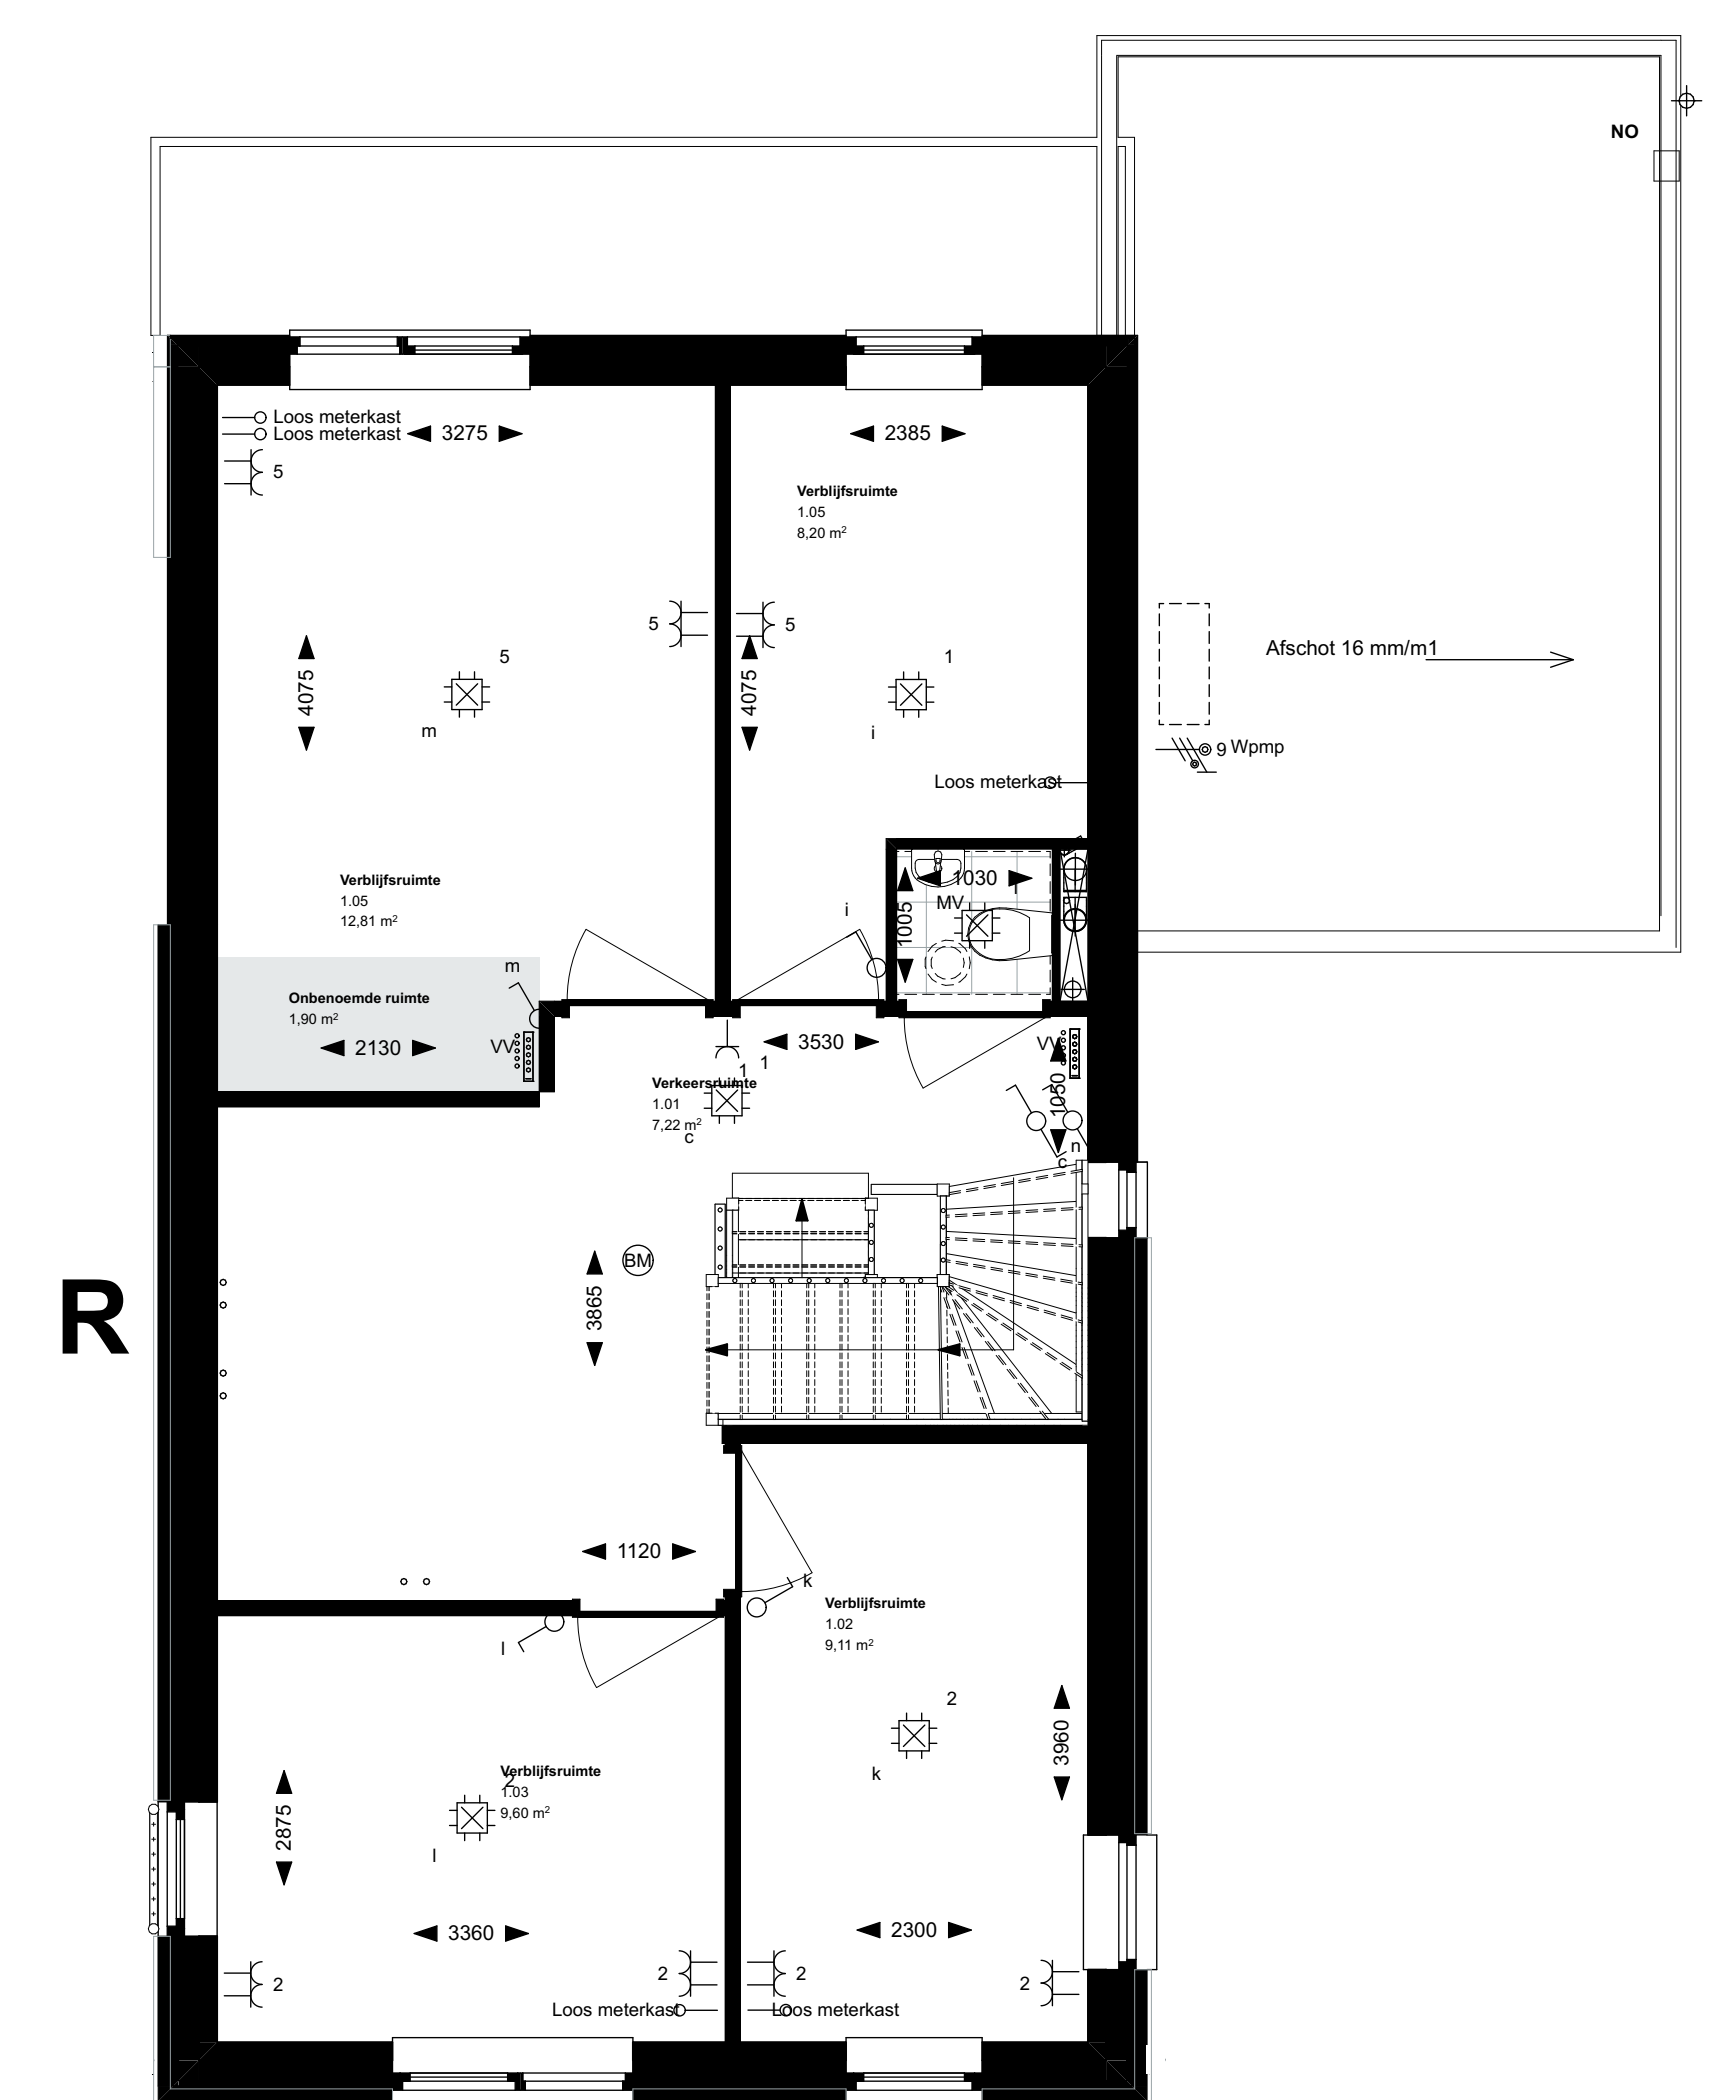 NO
Loos meterkast
Loos meterkast
3275
2385
5
Verblijfsruimte
1.05
8,20 m²
5
5
5
1
4075
4075
m
i
Afschot 16 mm/m1
9 Wpmp
Loos meterkast
Verblijfsruimte
1.05
12,81 m²
1030
MV
1005
i
m
Onbenoemde ruimte
1,90 m²
2130
VV
3530
VV
1
1
1050
Verkeersruimte
1.01
7,22 m²
c
n
c
BM
3865
R
1120
k
Verblijfsruimte
1.02
9,11 m²
l
2
3960
k
Verblijfsruimte
2
1.03
9,60 m²
2875
l
3360
2300
2
2
2
2
Loos meterkast
Loos meterkast